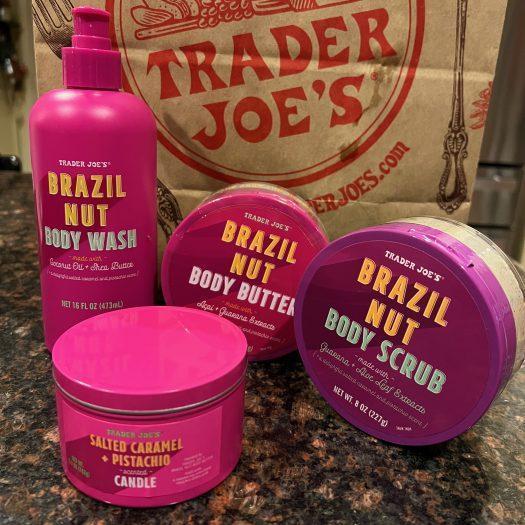 TRADER
JOE'S®
ERJOES.com
TRADER JOE'S®
BRAZIL
NUT
BODY WASH
- made with -
Coconut Oil + Shea Butter
NET 16 FL OZ (473mL)
TRADER JOE'S®
BRAZIL
NUT
BODY BUTTER
- made with -
Açaí + Guarana Extracts
TRADER JOE'S®
BRAZIL
NUT
BODY SCRUB
- made with -
Guarana + Aloe Leaf Extracts
NET WT. 8 OZ (227g)
TRADER JOE'S®
SALTED CARAMEL
+ PISTACHIO
- scented -
CANDLE